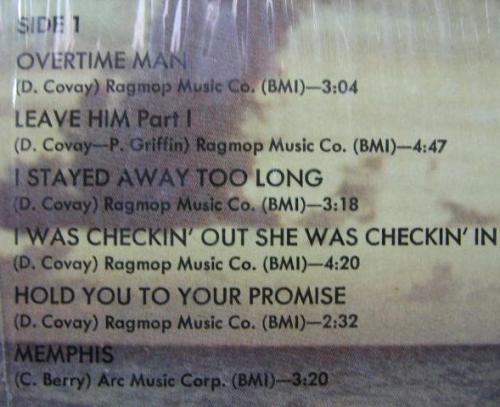 SIDE 1
OVERTIME MAN
(D. Covay) Ragmop Music Co. (BMI)—3:04
LEAVE HIM Part I
(D. Covay—P. Griffin) Ragmop Music Co. (BMI)—4:47
I STAYED AWAY TOO LONG
(D. Covay) Ragmop Music Co. (BMI)—3:18
I WAS CHECKIN' OUT SHE WAS CHECKIN' IN
(D. Covay) Ragmop Music Co. (BMI)—4:20
HOLD YOU TO YOUR PROMISE
(D. Covay) Ragmop Music Co. (BMI)—2:32
MEMPHIS
(C. Berry) Arc Music Corp. (BMI)—3:20